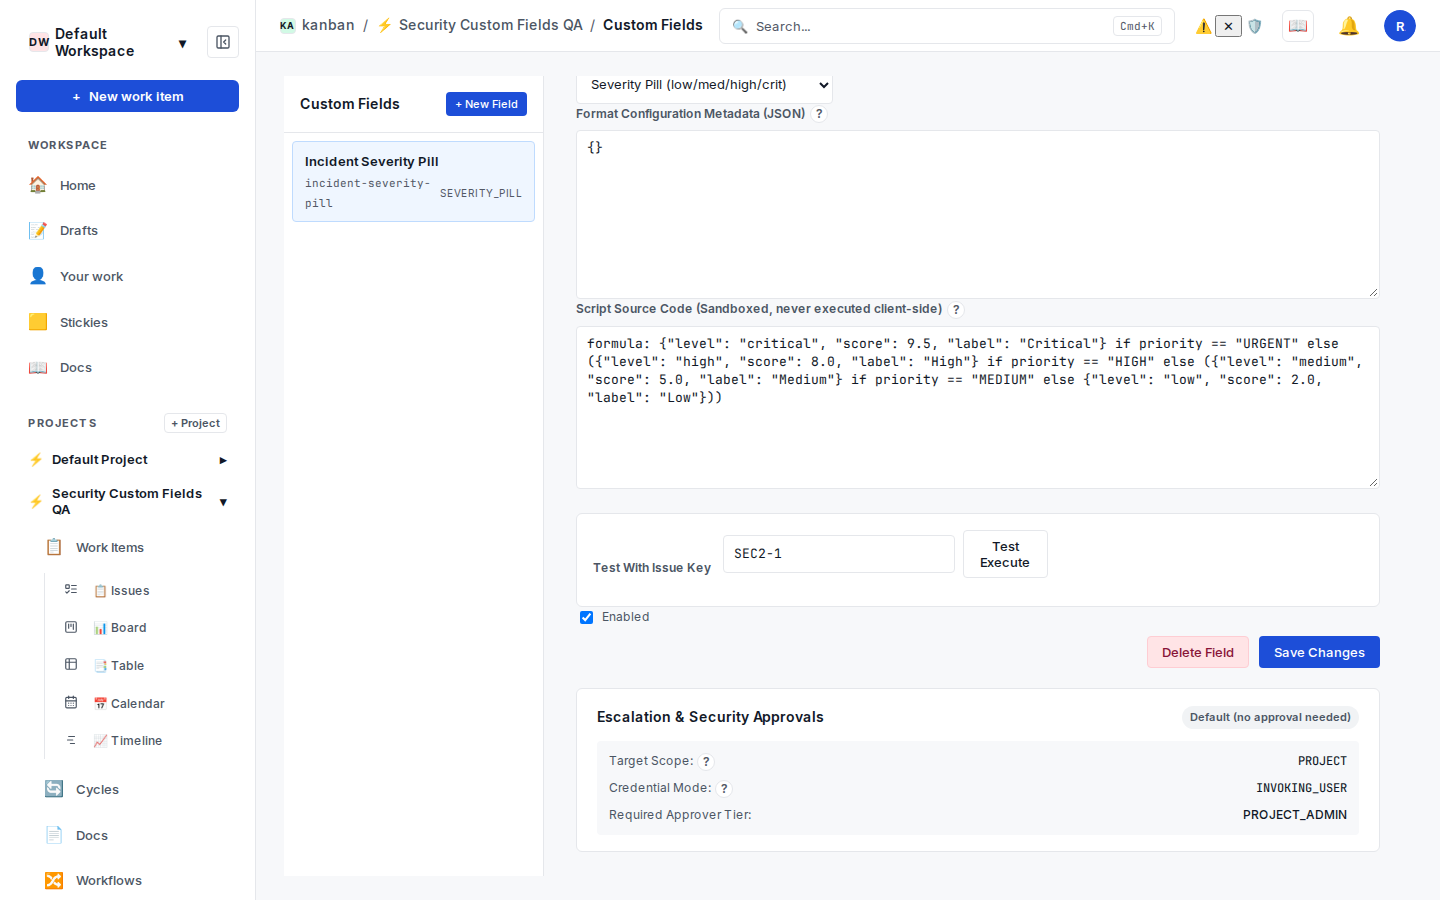 DW Default Workspace ▼
+ New work item
WORKSPACE
🏠 Home
📝 Drafts
👤 Your work
🟨 Stickies
📖 Docs
PROJECTS + Project
⚡ Default Project ▸
⚡ Security Custom Fields QA ▾
📋 Work Items
📋 Issues
📊 Board
📑 Table
📅 Calendar
📈 Timeline
🔄 Cycles
📄 Docs
🔀 Workflows
KA kanban / ⚡ Security Custom Fields QA / Custom Fields
🔍 Search... Cmd+K
⚠️ ✕ 🛡️ 📖 🔔 R
Custom Fields + New Field
Incident Severity Pill
incident-severity-
pill
SEVERITY_PILL
Severity Pill (low/med/high/crit)
Format Configuration Metadata (JSON) ?
{}
Script Source Code (Sandboxed, never executed client-side) ?
formula: {"level": "critical", "score": 9.5, "label": "Critical"} if priority == "URGENT" else
({"level": "high", "score": 8.0, "label": "High"} if priority == "HIGH" else ({"level": "medium",
"score": 5.0, "label": "Medium"} if priority == "MEDIUM" else {"level": "low", "score": 2.0,
"label": "Low"}))
Test With Issue Key SEC2-1 Test Execute
Enabled
Delete Field Save Changes
Escalation & Security Approvals Default (no approval needed)
Target Scope: ? PROJECT
Credential Mode: ? INVOKING_USER
Required Approver Tier: PROJECT_ADMIN